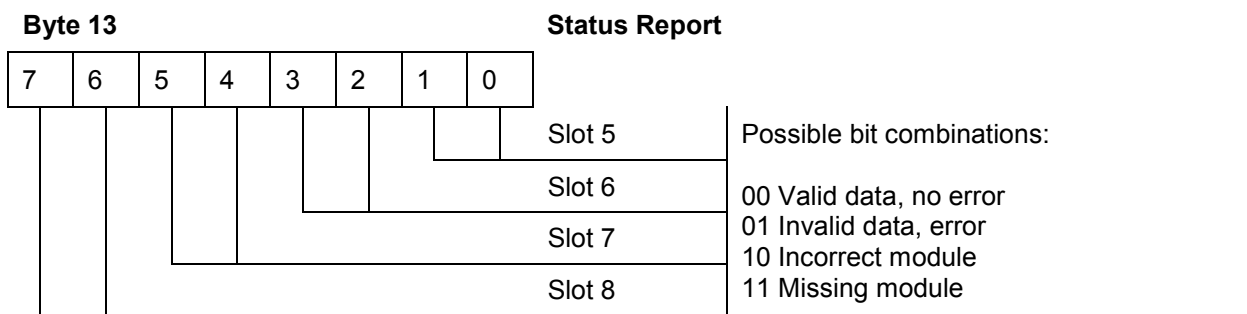 Byte 13 Status Report
7 6 5 4 3 2 1 0
Slot 5 Possible bit combinations:
Slot 6
00 Valid data, no error
01 Invalid data, error
Slot 7
10 Incorrect module
Slot 8 11 Missing module